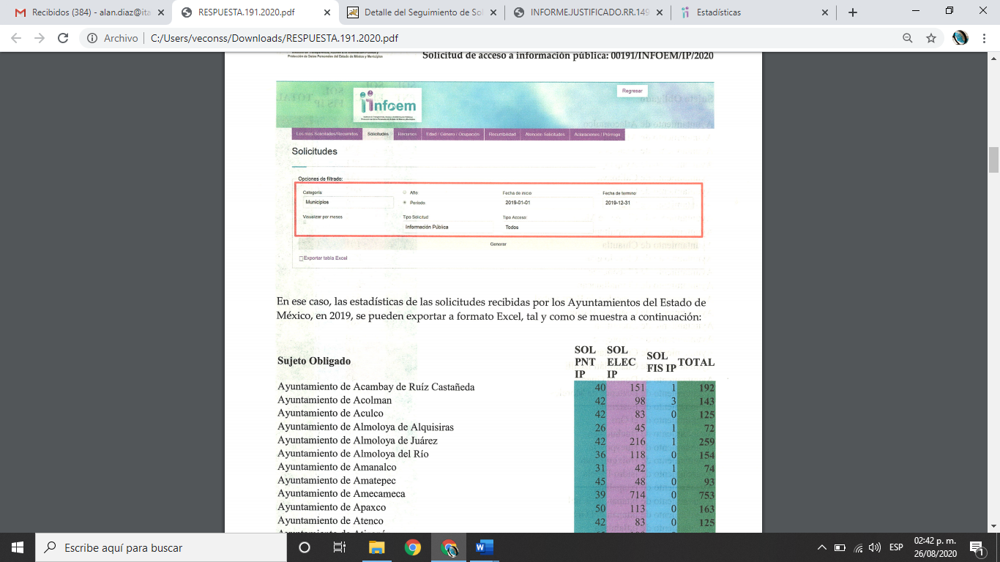 Recibidos (384) - alan.diaz@ita
RESPUESTA.191.2020.pdf
Detalle del Seguimiento de Sol
INFORME.JUSTIFICADO.RR.149
Estadísticas
Archivo
C:/Users/veconss/Downloads/RESPUESTA.191.2020.pdf
Protección de Datos Personales del Estado de México y Municipios
Solicitud de acceso a información pública: 00191/INFOEM/IP/2020
infoem
Regresar
Los más Solicitados/Recurridos
Solicitudes
Recursos
Edad / Género / Ocupación
Recurribilidad
Atención Solicitudes
Aclaraciones / Prórroga
Solicitudes
Opciones de filtrado:
Categoría:
Año
Fecha de inicio
Fecha de termino:
Municipios
Periodo
2019-01-01
2019-12-31
Visualizar por meses
Tipo Solicitud
Tipo Acceso:
Información Pública
Todos
Generar
Exportar tabla Excel
En ese caso, las estadísticas de las solicitudes recibidas por los Ayuntamientos del Estado de
México, en 2019, se pueden exportar a formato Excel, tal y como se muestra a continuación:
Sujeto Obligado
SOL PNT IP
SOL ELEC IP
SOL FIS IP
TOTAL
Ayuntamiento de Acambay de Ruíz Castañeda 40 151 1 192
Ayuntamiento de Acolman 42 98 3 143
Ayuntamiento de Aculco 42 83 0 125
Ayuntamiento de Almoloya de Alquisiras 26 45 1 72
Ayuntamiento de Almoloya de Juárez 42 216 1 259
Ayuntamiento de Almoloya del Río 36 118 0 154
Ayuntamiento de Amanalco 31 42 1 74
Ayuntamiento de Amatepec 45 48 0 93
Ayuntamiento de Amecameca 39 714 0 753
Ayuntamiento de Apaxco 50 113 0 163
Ayuntamiento de Atenco 42 83 0 125
Escribe aquí para buscar
ESP
02:42 p. m.
26/08/2020
1